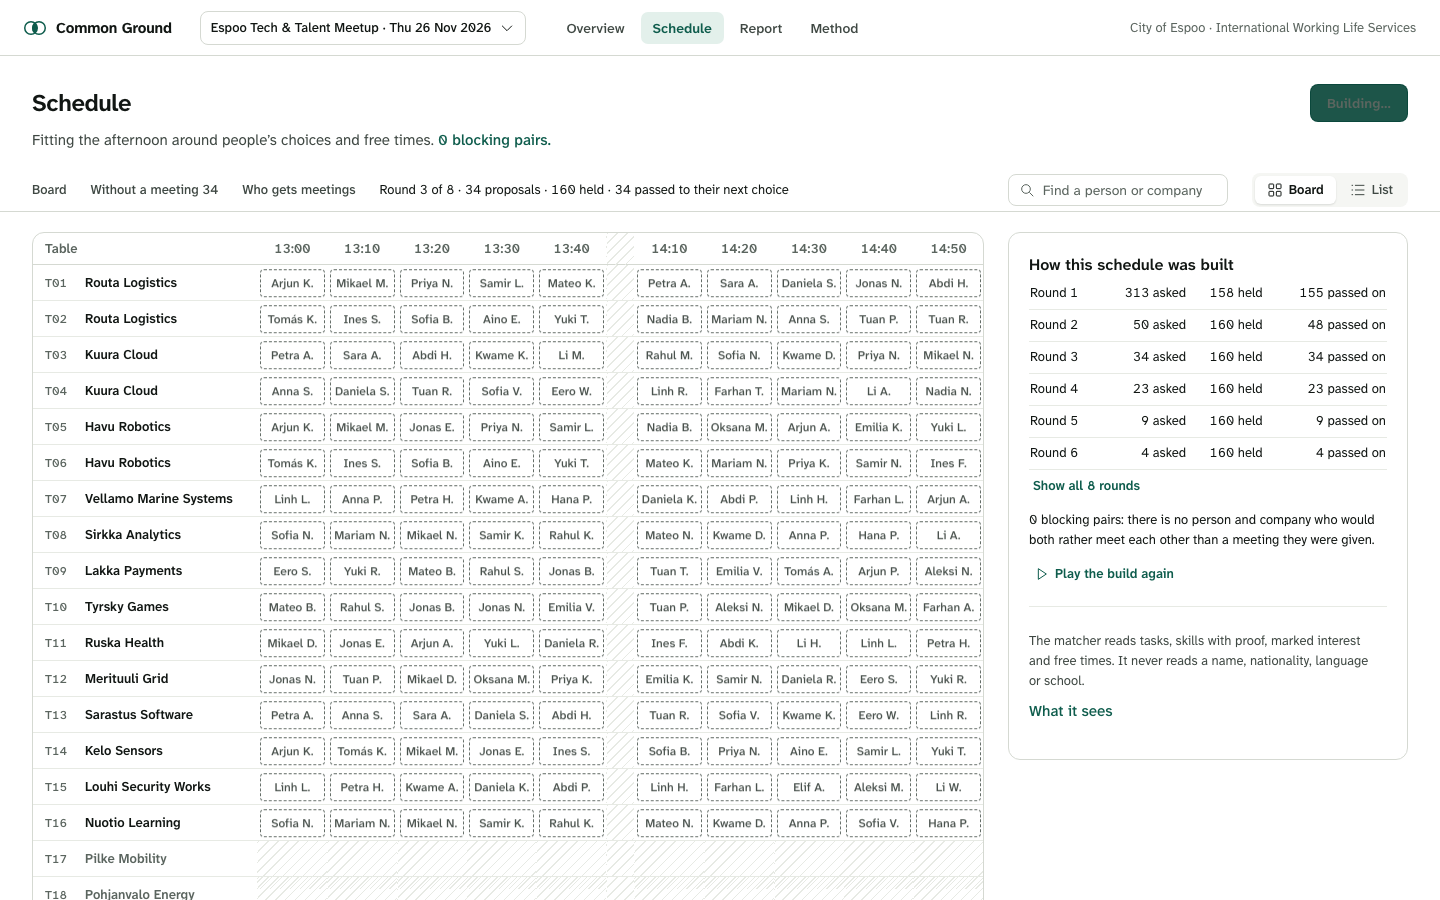 Common Ground
Espoo Tech & Talent Meetup · Thu 26 Nov 2026
Overview Schedule Report Method
City of Espoo · International Working Life Services
Schedule
Building...
Fitting the afternoon around people's choices and free times. 0 blocking pairs.
Board Without a meeting 34 Who gets meetings Round 3 of 8 · 34 proposals · 160 held · 34 passed to their next choice
Find a person or company
Board List
Table 13:00 13:10 13:20 13:30 13:40 14:10 14:20 14:30 14:40 14:50
T01 Routa Logistics Arjun K. Mikael M. Priya N. Samir L. Mateo K. Petra A. Sara A. Daniela S. Jonas N. Abdi H.
T02 Routa Logistics Tomás K. Ines S. Sofia B. Aino E. Yuki T. Nadia B. Mariam N. Anna S. Tuan P. Tuan R.
T03 Kuura Cloud Petra A. Sara A. Abdi H. Kwame K. Li M. Rahul M. Sofia N. Kwame D. Priya N. Mikael N.
T04 Kuura Cloud Anna S. Daniela S. Tuan R. Sofia V. Eero W. Linh R. Farhan T. Mariam N. Li A. Nadia N.
T05 Havu Robotics Arjun K. Mikael M. Jonas E. Priya N. Samir L. Nadia B. Oksana M. Arjun A. Emilia K. Yuki L.
T06 Havu Robotics Tomás K. Ines S. Sofia B. Aino E. Yuki T. Mateo K. Mariam N. Priya K. Samir N. Ines F.
T07 Vellamo Marine Systems Linh L. Anna P. Petra H. Kwame A. Hana P. Daniela K. Abdi P. Linh H. Farhan L. Arjun A.
T08 Sirkka Analytics Sofia N. Mariam N. Mikael N. Samir K. Rahul K. Mateo N. Kwame D. Anna P. Hana P. Li A.
T09 Lakka Payments Eero S. Yuki R. Mateo B. Rahul S. Jonas B. Tuan T. Emilia V. Tomás A. Arjun P. Aleksi N.
T10 Tyrsky Games Mateo B. Rahul S. Jonas B. Jonas N. Emilia V. Tuan P. Aleksi N. Mikael D. Oksana M. Farhan A.
T11 Ruska Health Mikael D. Jonas E. Arjun A. Yuki L. Daniela R. Ines F. Abdi K. Li H. Linh L. Petra H.
T12 Merituuli Grid Jonas N. Tuan P. Mikael D. Oksana M. Priya K. Emilia K. Samir N. Daniela R. Eero S. Yuki R.
T13 Sarastus Software Petra A. Anna S. Sara A. Daniela S. Abdi H. Tuan R. Sofia V. Kwame K. Eero W. Linh R.
T14 Kelo Sensors Arjun K. Tomás K. Mikael M. Jonas E. Ines S. Sofia B. Priya N. Aino E. Samir L. Yuki T.
T15 Louhi Security Works Linh L. Petra H. Kwame A. Daniela K. Abdi P. Linh H. Farhan L. Elif A. Aleksi M. Li W.
T16 Nuotio Learning Sofia N. Mariam N. Mikael N. Samir K. Rahul K. Mateo N. Kwame D. Anna P. Sofia V. Hana P.
T17 Pilke Mobility
T18 Pohjanvalo Energy
How this schedule was built
Round 1 313 asked 158 held 155 passed on
Round 2 50 asked 160 held 48 passed on
Round 3 34 asked 160 held 34 passed on
Round 4 23 asked 160 held 23 passed on
Round 5 9 asked 160 held 9 passed on
Round 6 4 asked 160 held 4 passed on
Show all 8 rounds
0 blocking pairs: there is no person and company who would
both rather meet each other than a meeting they were given.
Play the build again
The matcher reads tasks, skills with proof, marked interest
and free times. It never reads a name, nationality, language
or school.
What it sees